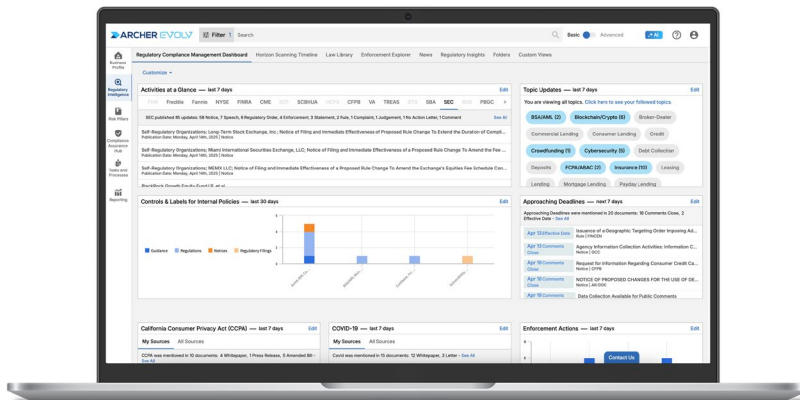 ARCHER EVOLV Filter 1 Search Basic Advanced AI
Business Profile
Regulatory Intelligence
Risk Pillars
Compliance Assurance Hub
Tasks and Processes
Reporting
Regulatory Compliance Management Dashboard Horizon Scanning Timeline Law Library Enforcement Explorer News Regulatory Insights Folders Custom Views
Customize
Activities at a Glance — last 7 days Edit
Freddie Fannie NYSE FINRA CME SCBHUA CFPB VA TREAS SBA SEC PBGC
SEC published 85 updates: 58 Notice, 7 Speech, 6 Regulatory Order, 4 Enforcement, 3 Statement, 2 Rule, 1 Complaint, 1 Judgement, 1 No Action Letter, 1 Comment See All
Self-Regulatory Organizations; Long-Term Stock Exchange, Inc.; Notice of Filing and Immediate Effectiveness of a Proposed Rule Change To Extend the Duration of Compli...
Publication Date: Monday, April 14th, 2025 | Notice
Self-Regulatory Organizations; Miami International Securities Exchange, LLC; Notice of Filing and Immediate Effectiveness of a Proposed Rule Change To Amend the Fee ...
Publication Date: Monday, April 14th, 2025 | Notice
Self-Regulatory Organizations; MEMX LLC; Notice of Filing and Immediate Effectiveness of a Proposed Rule Change To Amend the Exchange's Equities Fee Schedule Con...
Publication Date: Monday, April 14th, 2025 | Notice
BlackRock Growth Equity Fund
Topic Updates — last 7 days Edit
You are viewing all topics. Click here to see your followed topics.
BSA/AML (2) Blockchain/Crypto (6) Broker-Dealer
Commercial Lending Consumer Lending Credit
Crowdfunding (1) Cybersecurity (5) Debt Collection
Deposits FCPA/ABAC (2) Insurance (10) Leasing
Lending Mortgage Lending Payday Lending
Controls & Labels for Internal Policies — last 30 days Edit
Guidance Regulations Notices Regulatory Filings
Approaching Deadlines — next 7 days Edit
Approaching Deadlines were mentioned in 20 documents: 18 Comments Close, 2
Effective Date - See All
Apr 13 Effective Date Issuance of a Geographic Targeting Order Imposing Ad...
Rule | FINCEN
Apr 13 Comments Close Agency Information Collection Activities: Information C...
Notice | OCC
Apr 18 Comments Close Request for Information Regarding Consumer Credit Ca...
Notice | CFPB
Apr 18 Comments Close NOTICE OF PROPOSED CHANGES FOR THE USE OF DE...
Notice | AK-DOE
Apr 18 Comments Data Collection Available for Public Comments
California Consumer Privacy Act (CCPA) — last 7 days Edit
My Sources All Sources
CCPA was mentioned in 10 documents: 4 Whitepaper, 1 Press Release, 5 Amended Bill -
See All
COVID-19 — last 7 days Edit
My Sources All Sources
Covid was mentioned in 15 documents: 12 Whitepaper, 3 Letter - See All
Enforcement Actions — last 7 days Edit
Contact Us